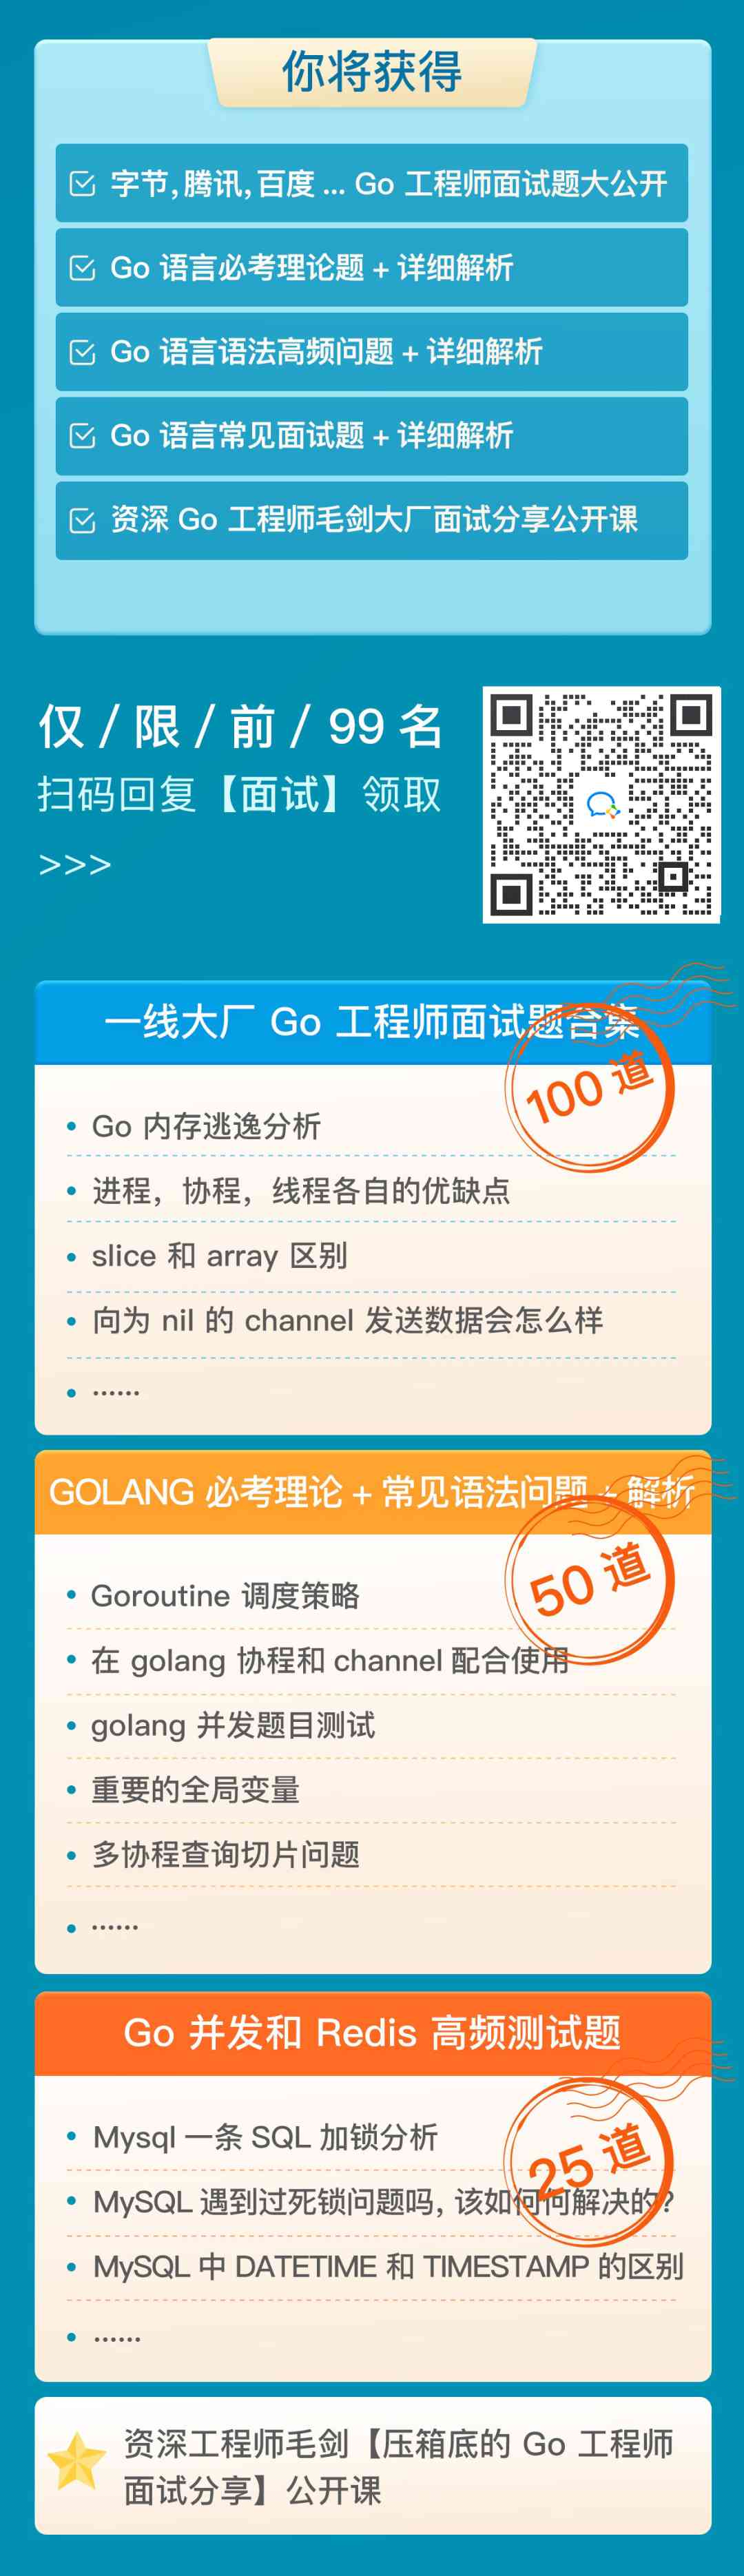 你将获得
字节,腾讯,百度 ... Go 工程师面试题大公开
Go 语言必考理论题 + 详细解析
Go 语言语法高频问题 + 详细解析
Go 语言常见面试题 + 详细解析
资深 Go 工程师毛剑大厂面试分享公开课
仅 / 限 / 前 / 99 名
扫码回复【面试】领取
>>>
一线大厂 Go 工程师面试题合集
100 道
• Go 内存逃逸分析
• 进程，协程，线程各自的优缺点
• slice 和 array 区别
• 向为 nil 的 channel 发送数据会怎么样
• ······
GOLANG 必考理论 + 常见语法问题 + 解析
50 道
• Goroutine 调度策略
• 在 golang 协程和 channel 配合使用
• golang 并发题目测试
• 重要的全局变量
• 多协程查询切片问题
• ······
Go 并发和 Redis 高频测试题
25 道
• Mysql 一条 SQL 加锁分析
• MySQL 遇到过死锁问题吗, 该如何何解决的?
• MySQL 中 DATETIME 和 TIMESTAMP 的区别
• ······
资深工程师毛剑【压箱底的 Go 工程师
面试分享】公开课